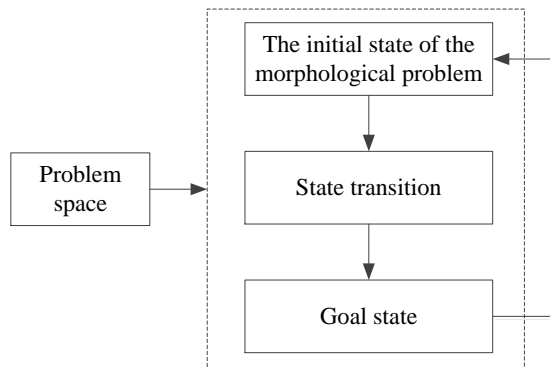 The initial state of the
morphological problem
Problem
space
State transition
Goal state